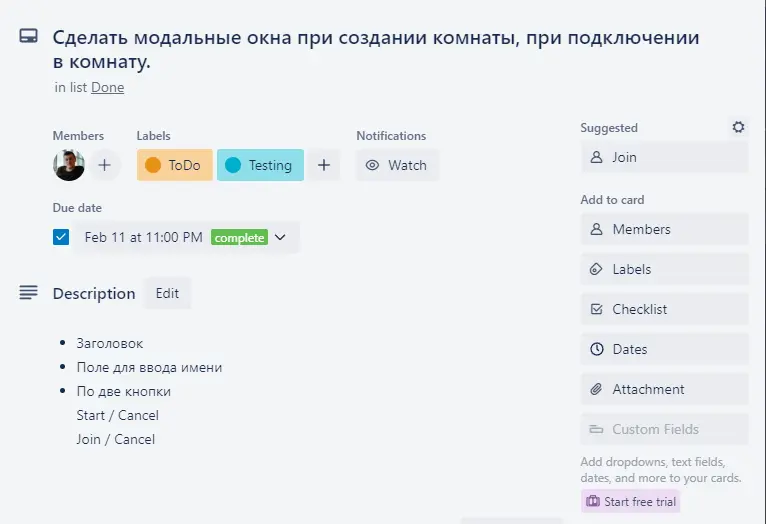 Сделать модальные окна при создании комнаты, при подключении
в комнату.
in list Done
Members
Labels
Notifications
ToDo
Testing
Watch
Due date
Feb 11 at 11:00 PM complete
Description
Edit
Заголовок
Поле для ввода имени
По две кнопки
Start / Cancel
Join / Cancel
Suggested
Join
Add to card
Members
Labels
Checklist
Dates
Attachment
Custom Fields
Add dropdowns, text fields,
dates, and more to your cards.
Start free trial